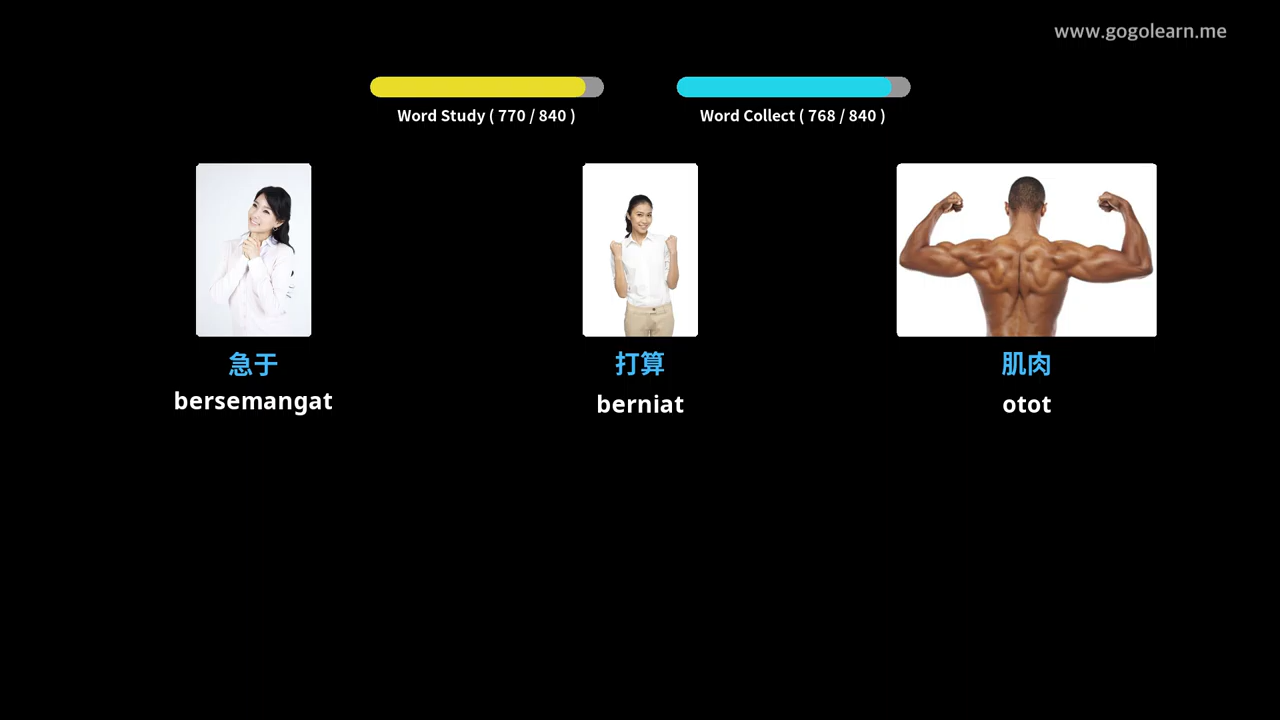 www.gogolearn.me
Word Study ( 770 / 840 )
Word Collect ( 768 / 840 )
急于
打算
肌肉
bersemangat
berniat
otot